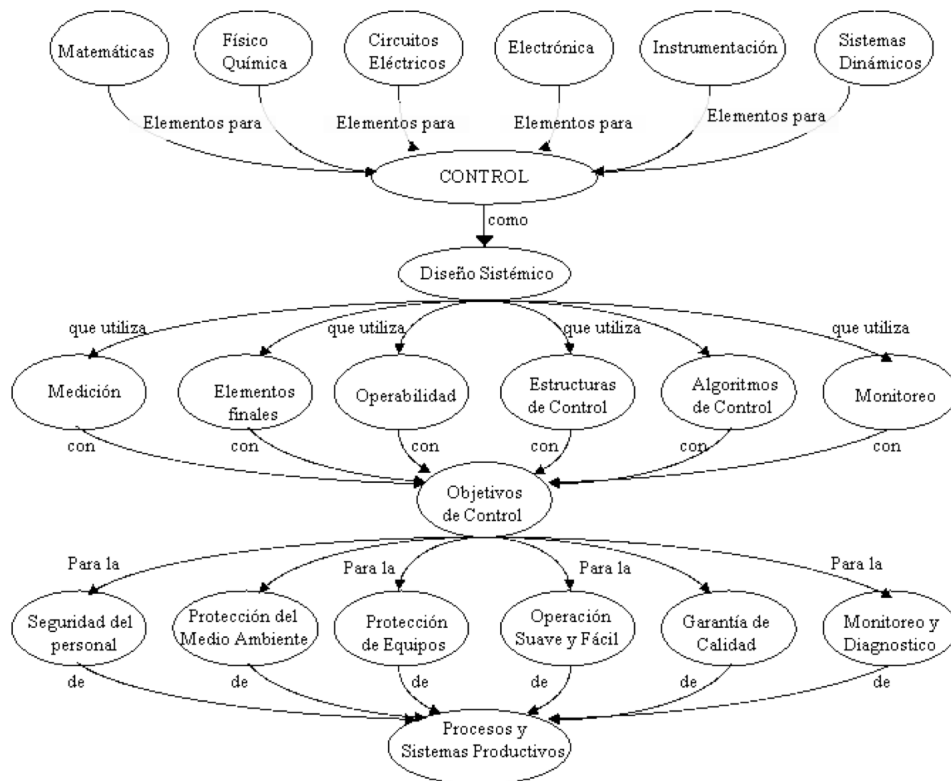 Matemáticas
Físico
Química
Circuitos
Eléctricos
Electrónica
Instrumentación
Sistemas
Dinámicos
Elementos para
Elementos para
Elementos para
Elementos para
CONTROL
como
Diseño Sistémico
que utiliza
que utiliza
que utiliza
que utiliza
Medición
Elementos
finales
Operabilidad
Estructuras
de Control
Algoritmos
de Control
Monitoreo
con
con
con
con
con
con
Objetivos
de Control
Para la
Para la
Para la
Para la
Seguridad del
personal
Protección del
Medio Ambiente
Protección
de Equipos
Operación
Suave y Fácil
Garantía de
Calidad
Monitoreo y
Diagnostico
de
de
de
de
de
de
Procesos y
Sistemas Productivos